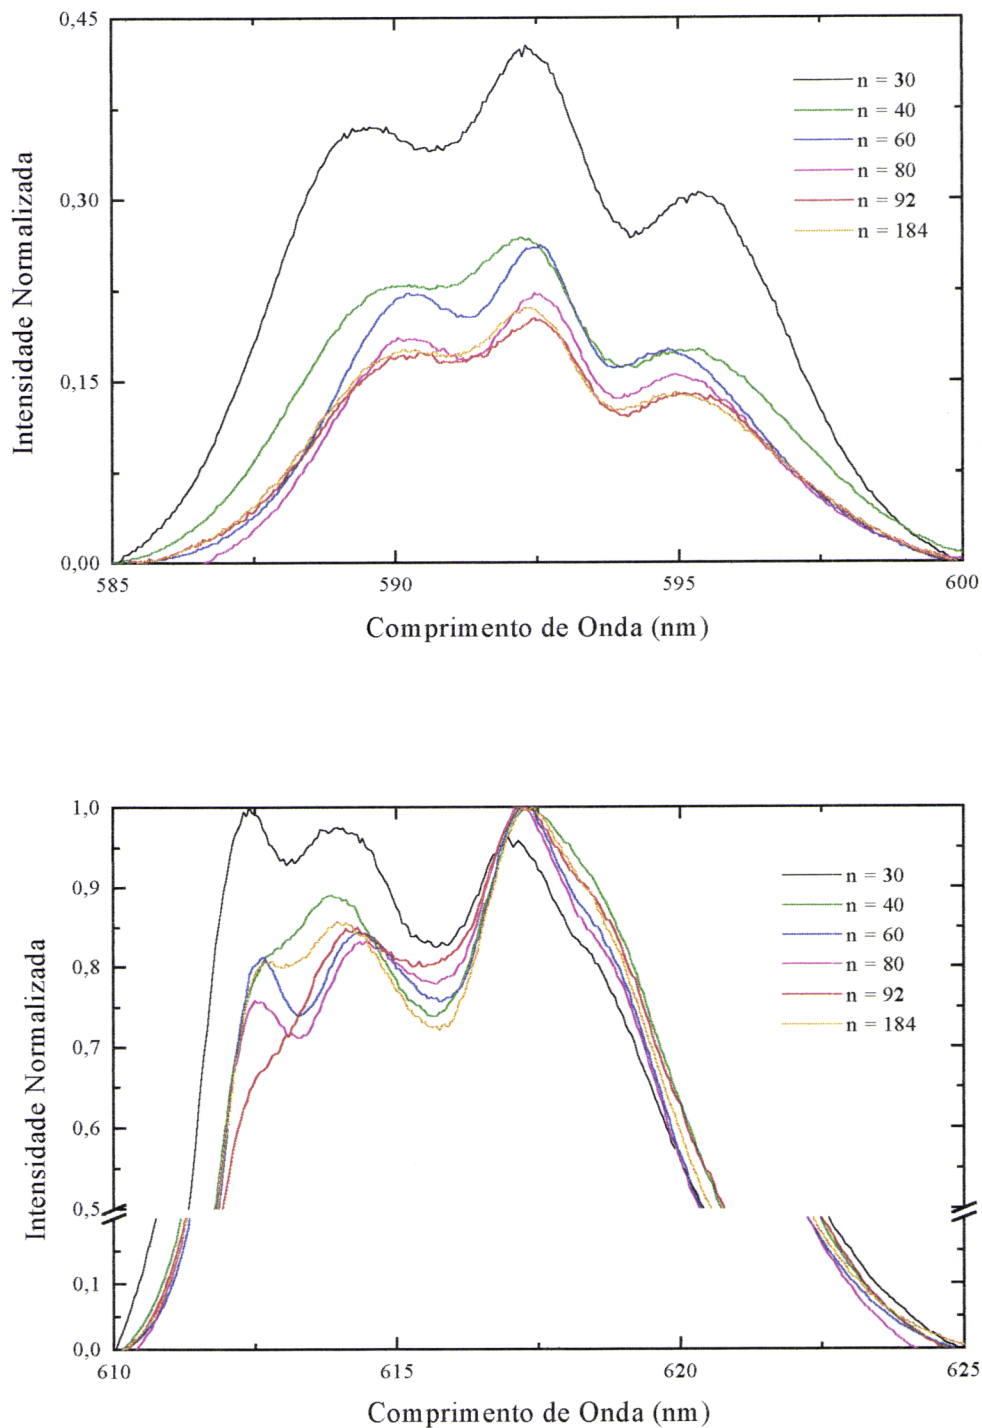 0,45
n = 30
n = 40
n = 60
n = 80
n = 92
n = 184
0,30
0,15
0,00
Intensidade Normalizada
585
590
595
600
Comprimento de Onda (nm)
1,0
n = 30
n = 40
n = 60
n = 80
n = 92
n = 184
0,9
0,8
0,7
0,6
0,5
0,1
0,0
Intensidade Normalizada
610
615
620
625
Comprimento de Onda (nm)